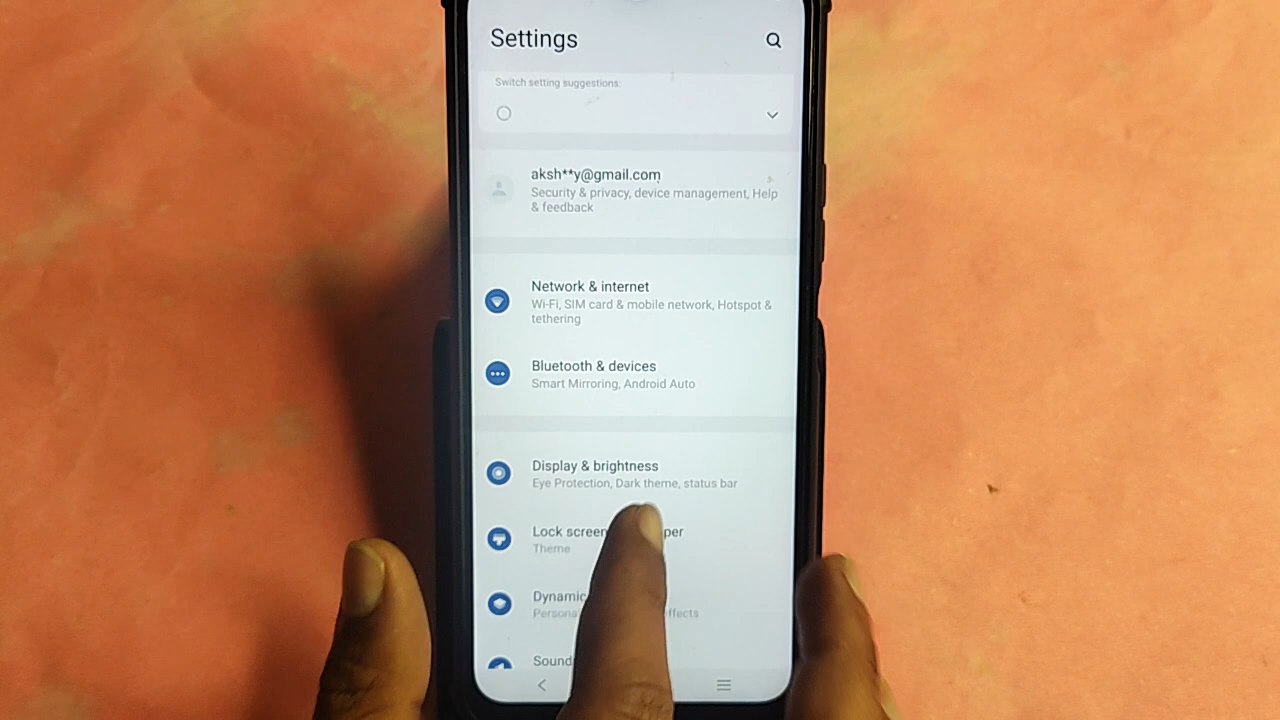 Settings
Switch setting suggestions:
aksh**y@gmail.com
Security & privacy, device management, Help
& feedback
Network & internet
Wi-Fi, SIM card & mobile network, Hotspot &
tethering
Bluetooth & devices
Smart Mirroring, Android Auto
Display & brightness
Eye Protection, Dark theme, status bar
Lock screen per
Theme
Dynamic
Persona ffects
Sound